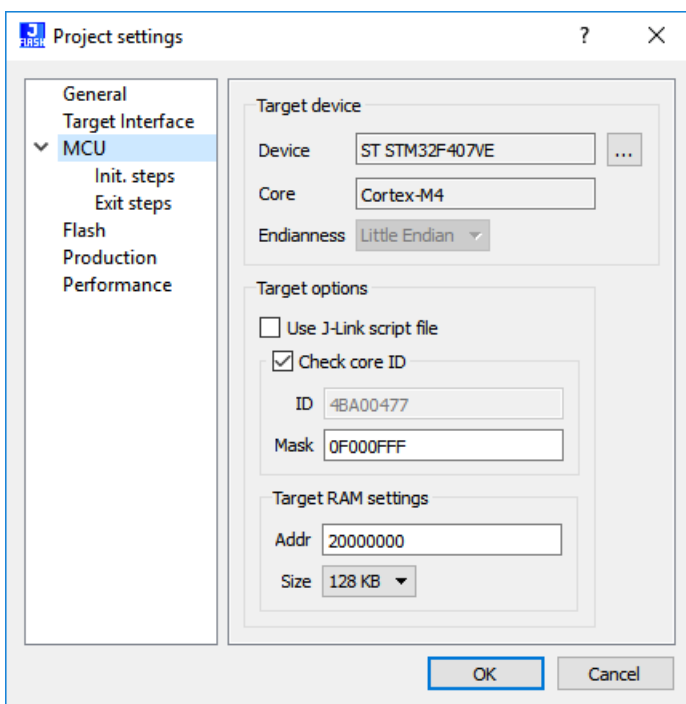 J
FLASH
Project settings
?
General
Target Interface
MCU
Init. steps
Exit steps
Flash
Production
Performance
Target device
Device ST STM32F407VE ...
Core Cortex-M4
Endianness Little Endian
Target options
Use J-Link script file
Check core ID
ID 4BA00477
Mask 0F000FFF
Target RAM settings
Addr 20000000
Size 128 KB
OK Cancel